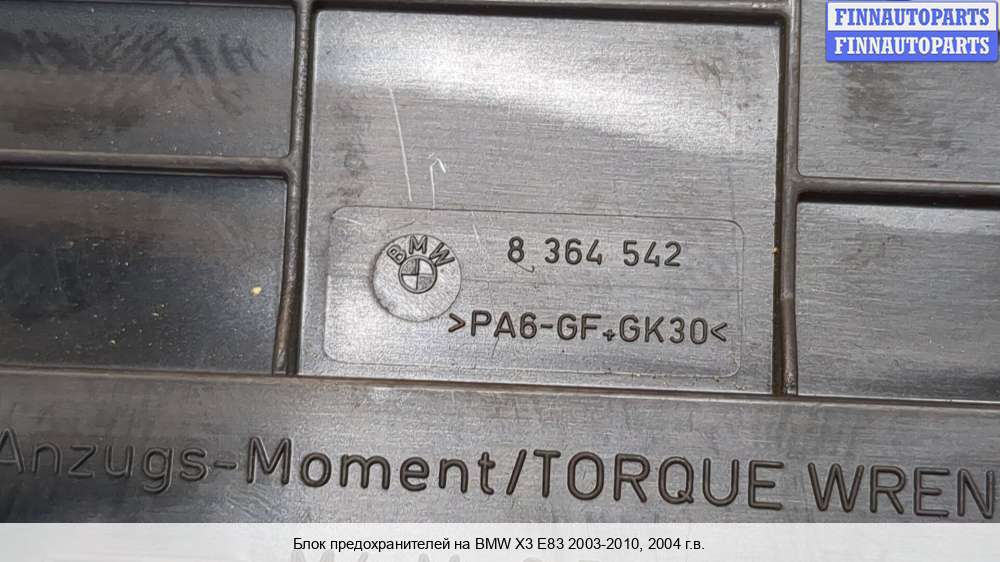 FINNAUTOPARTS
FINNAUTOPARTS
BMW
8 364 542
>PA6-GF+GK30<
Anzugs-Moment/TORQUE WREN
Блок предохранителей на BMW X3 E83 2003-2010, 2004 г.в.